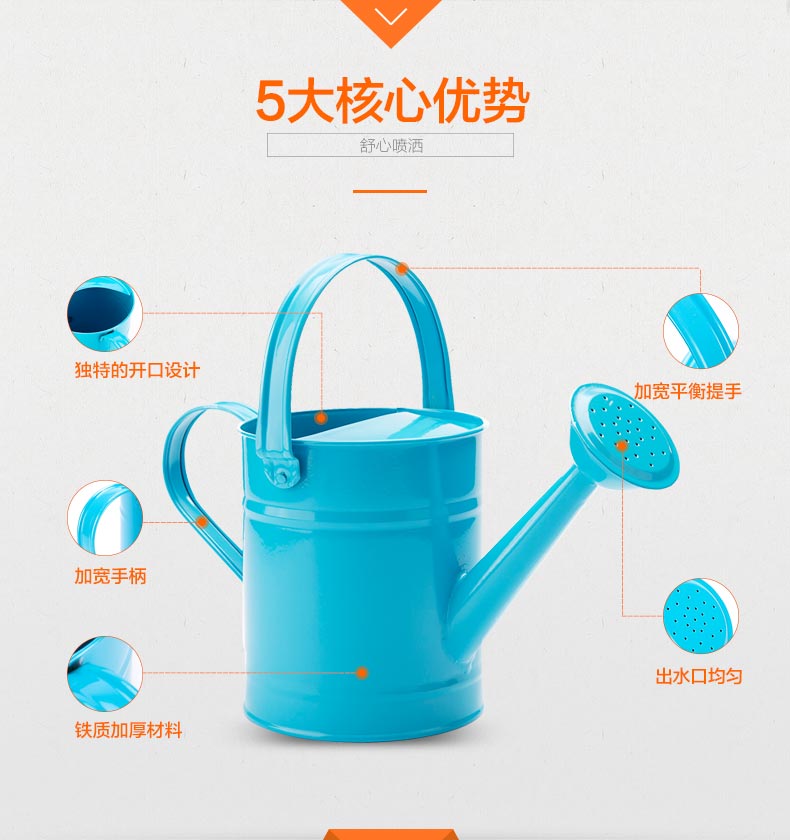 5大核心优势
舒心喷洒
独特的开口设计
加宽平衡提手
加宽手柄
出水口均匀
铁质加厚材料